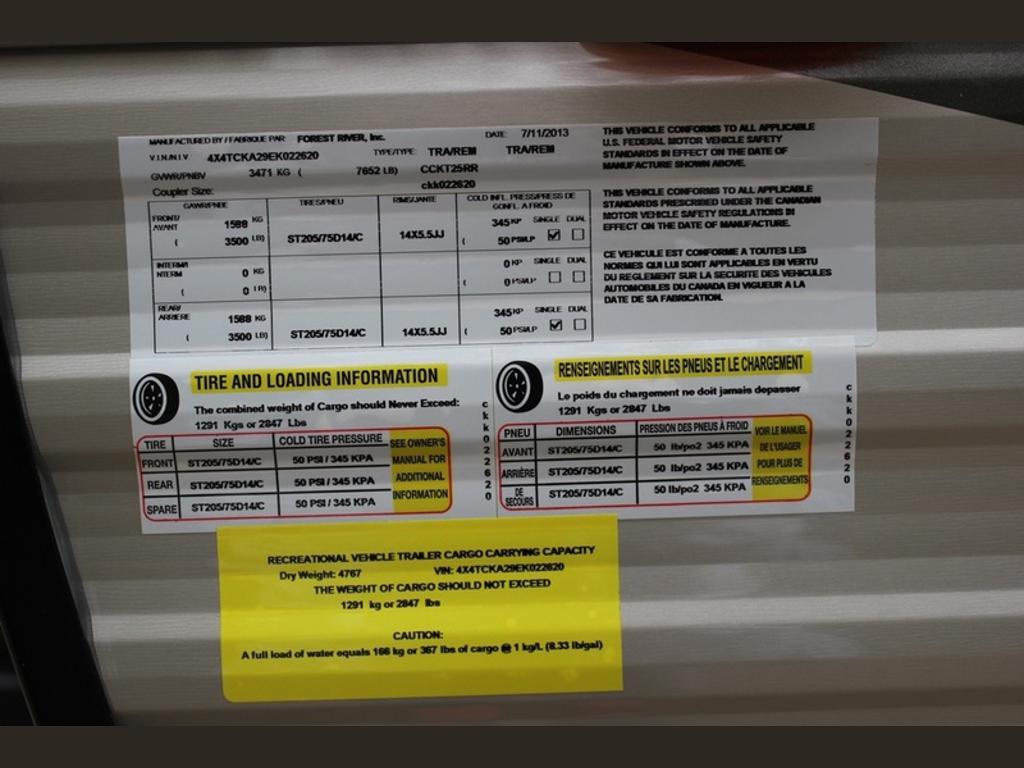 MANUFACTURED BY / FABRIQUE PAR: FOREST RIVER, Inc. DATE: 7/11/2013
V.I.N./N.I.V 4X4TCKA29EK022620 TYPE/TYPE: TRA/REM TRA/REM
GVWR/PNBV 3471 KG ( 7652 LB) CCKT25RR
Coupler Size: ckk022620
GAWR/PNBE TIRES/PNEU RIMS/JANTE COLD INFL. PRESS/PRESS DE GONFL. A FROID
FRONT/ AVANT 1588 KG 345 KP SINGLE DUAL
( 3500 LB) ST205/75D14/C 14X5.5JJ ( 50 PSI/LP
INTERM/ INTERM 0 KG 0 KP SINGLE DUAL
( 0 LB) ( 0 PSI/LP
REAR/ ARRIERE 1588 KG 345 KP SINGLE DUAL
( 3500 LB) ST205/75D14/C 14X5.5JJ ( 50 PSI/LP
THIS VEHICLE CONFORMS TO ALL APPLICABLE
U.S. FEDERAL MOTOR VEHICLE SAFETY
STANDARDS IN EFFECT ON THE DATE OF
MANUFACTURE SHOWN ABOVE.
THIS VEHICLE CONFORMS TO ALL APPLICABLE
STANDARDS PRESCRIBED UNDER THE CANADIAN
MOTOR VEHICLE SAFETY REGULATIONS IN
EFFECT ON THE DATE OF MANUFACTURE.
CE VEHICULE EST CONFORME A TOUTES LES
NORMES QUI LUI SONT APPLICABLES EN VERTU
DU REGLEMENT SUR LA SECURITE DES VEHICULES
AUTOMOBILES DU CANADA EN VIGUEUR A LA
DATE DE SA FABRICATION.
TIRE AND LOADING INFORMATION
The combined weight of Cargo should Never Exceed:
1291 Kgs or 2847 Lbs
TIRE SIZE COLD TIRE PRESSURE
FRONT ST205/75D14/C 50 PSI / 345 KPA
REAR ST205/75D14/C 50 PSI / 345 KPA
SPARE ST205/75D14/C 50 PSI / 345 KPA
SEE OWNER'S
MANUAL FOR
ADDITIONAL
INFORMATION
ckk022620
RENSEIGNEMENTS SUR LES PNEUS ET LE CHARGEMENT
Le poids du chargement ne doit jamais depasser
1291 Kgs or 2847 Lbs
PNEU DIMENSIONS PRESSION DES PNEUS À FROID
AVANT ST205/75D14/C 50 lb/po2 345 KPA
ARRIÈRE ST205/75D14/C 50 lb/po2 345 KPA
DE SECOURS ST205/75D14/C 50 lb/po2 345 KPA
VOIR LE MANUEL
DE L'USAGER
POUR PLUS DE
RENSEIGNEMENTS
ckk022620
RECREATIONAL VEHICLE TRAILER CARGO CARRYING CAPACITY
Dry Weight: 4767 VIN: 4X4TCKA29EK022620
THE WEIGHT OF CARGO SHOULD NOT EXCEED
1291 kg or 2847 lbs
CAUTION:
A full load of water equals 166 kg or 367 lbs of cargo @ 1 kg/L (8.33 lb/gal)